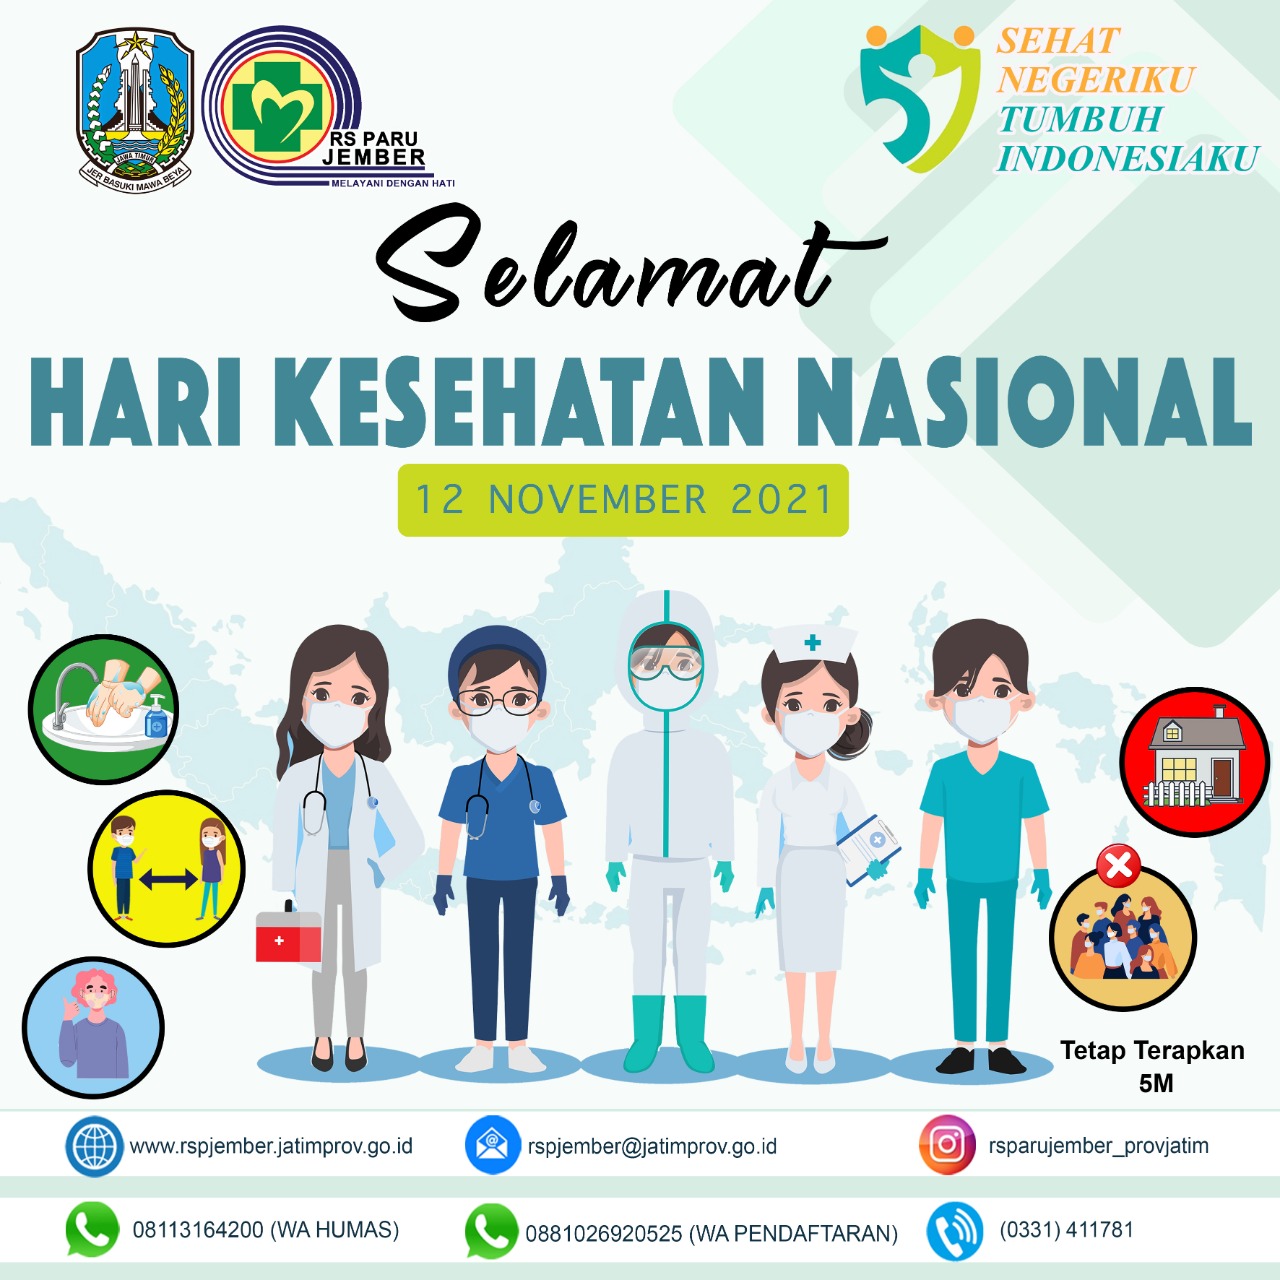 JAWA TIMUR
JER BASUKI MAWA BEYA
RS PARU
JEMBER
MELAYANI DENGAN HATI
SEHAT
NEGERIKU
TUMBUH
INDONESIAKU
Selamat
HARI KESEHATAN NASIONAL
12 NOVEMBER 2021
Tetap Terapkan
5M
www.rspjember.jatimprov.go.id
rspjember@jatimprov.go.id
rsparujember_provjatim
08113164200 (WA HUMAS)
0881026920525 (WA PENDAFTARAN)
(0331) 411781